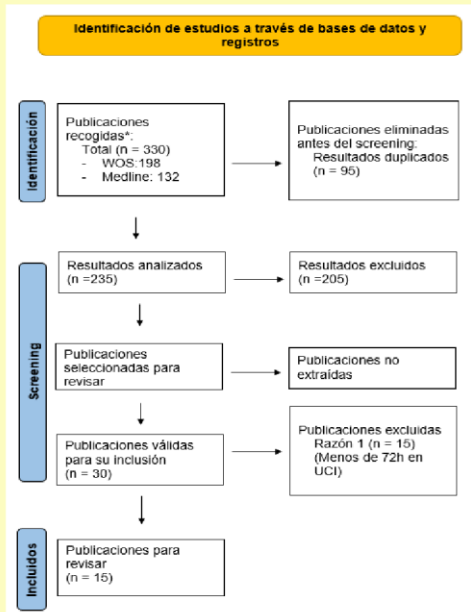 Identificación de estudios a través de bases de datos y
registros
Identificación
Publicaciones
recogidas*:
Total (n = 330)
- WOS:198
- Medline: 132
Publicaciones eliminadas
antes del screening:
Resultados duplicados
(n = 95)
Screening
Resultados analizados
(n =235)
Resultados excluidos
(n =205)
Publicaciones
seleccionadas para
revisar
Publicaciones no
extraídas
Publicaciones válidas
para su inclusión
(n = 30)
Publicaciones excluidas
Razón 1 (n = 15)
(Menos de 72h en
UCI)
Incluidos
Publicaciones para
revisar
(n = 15)